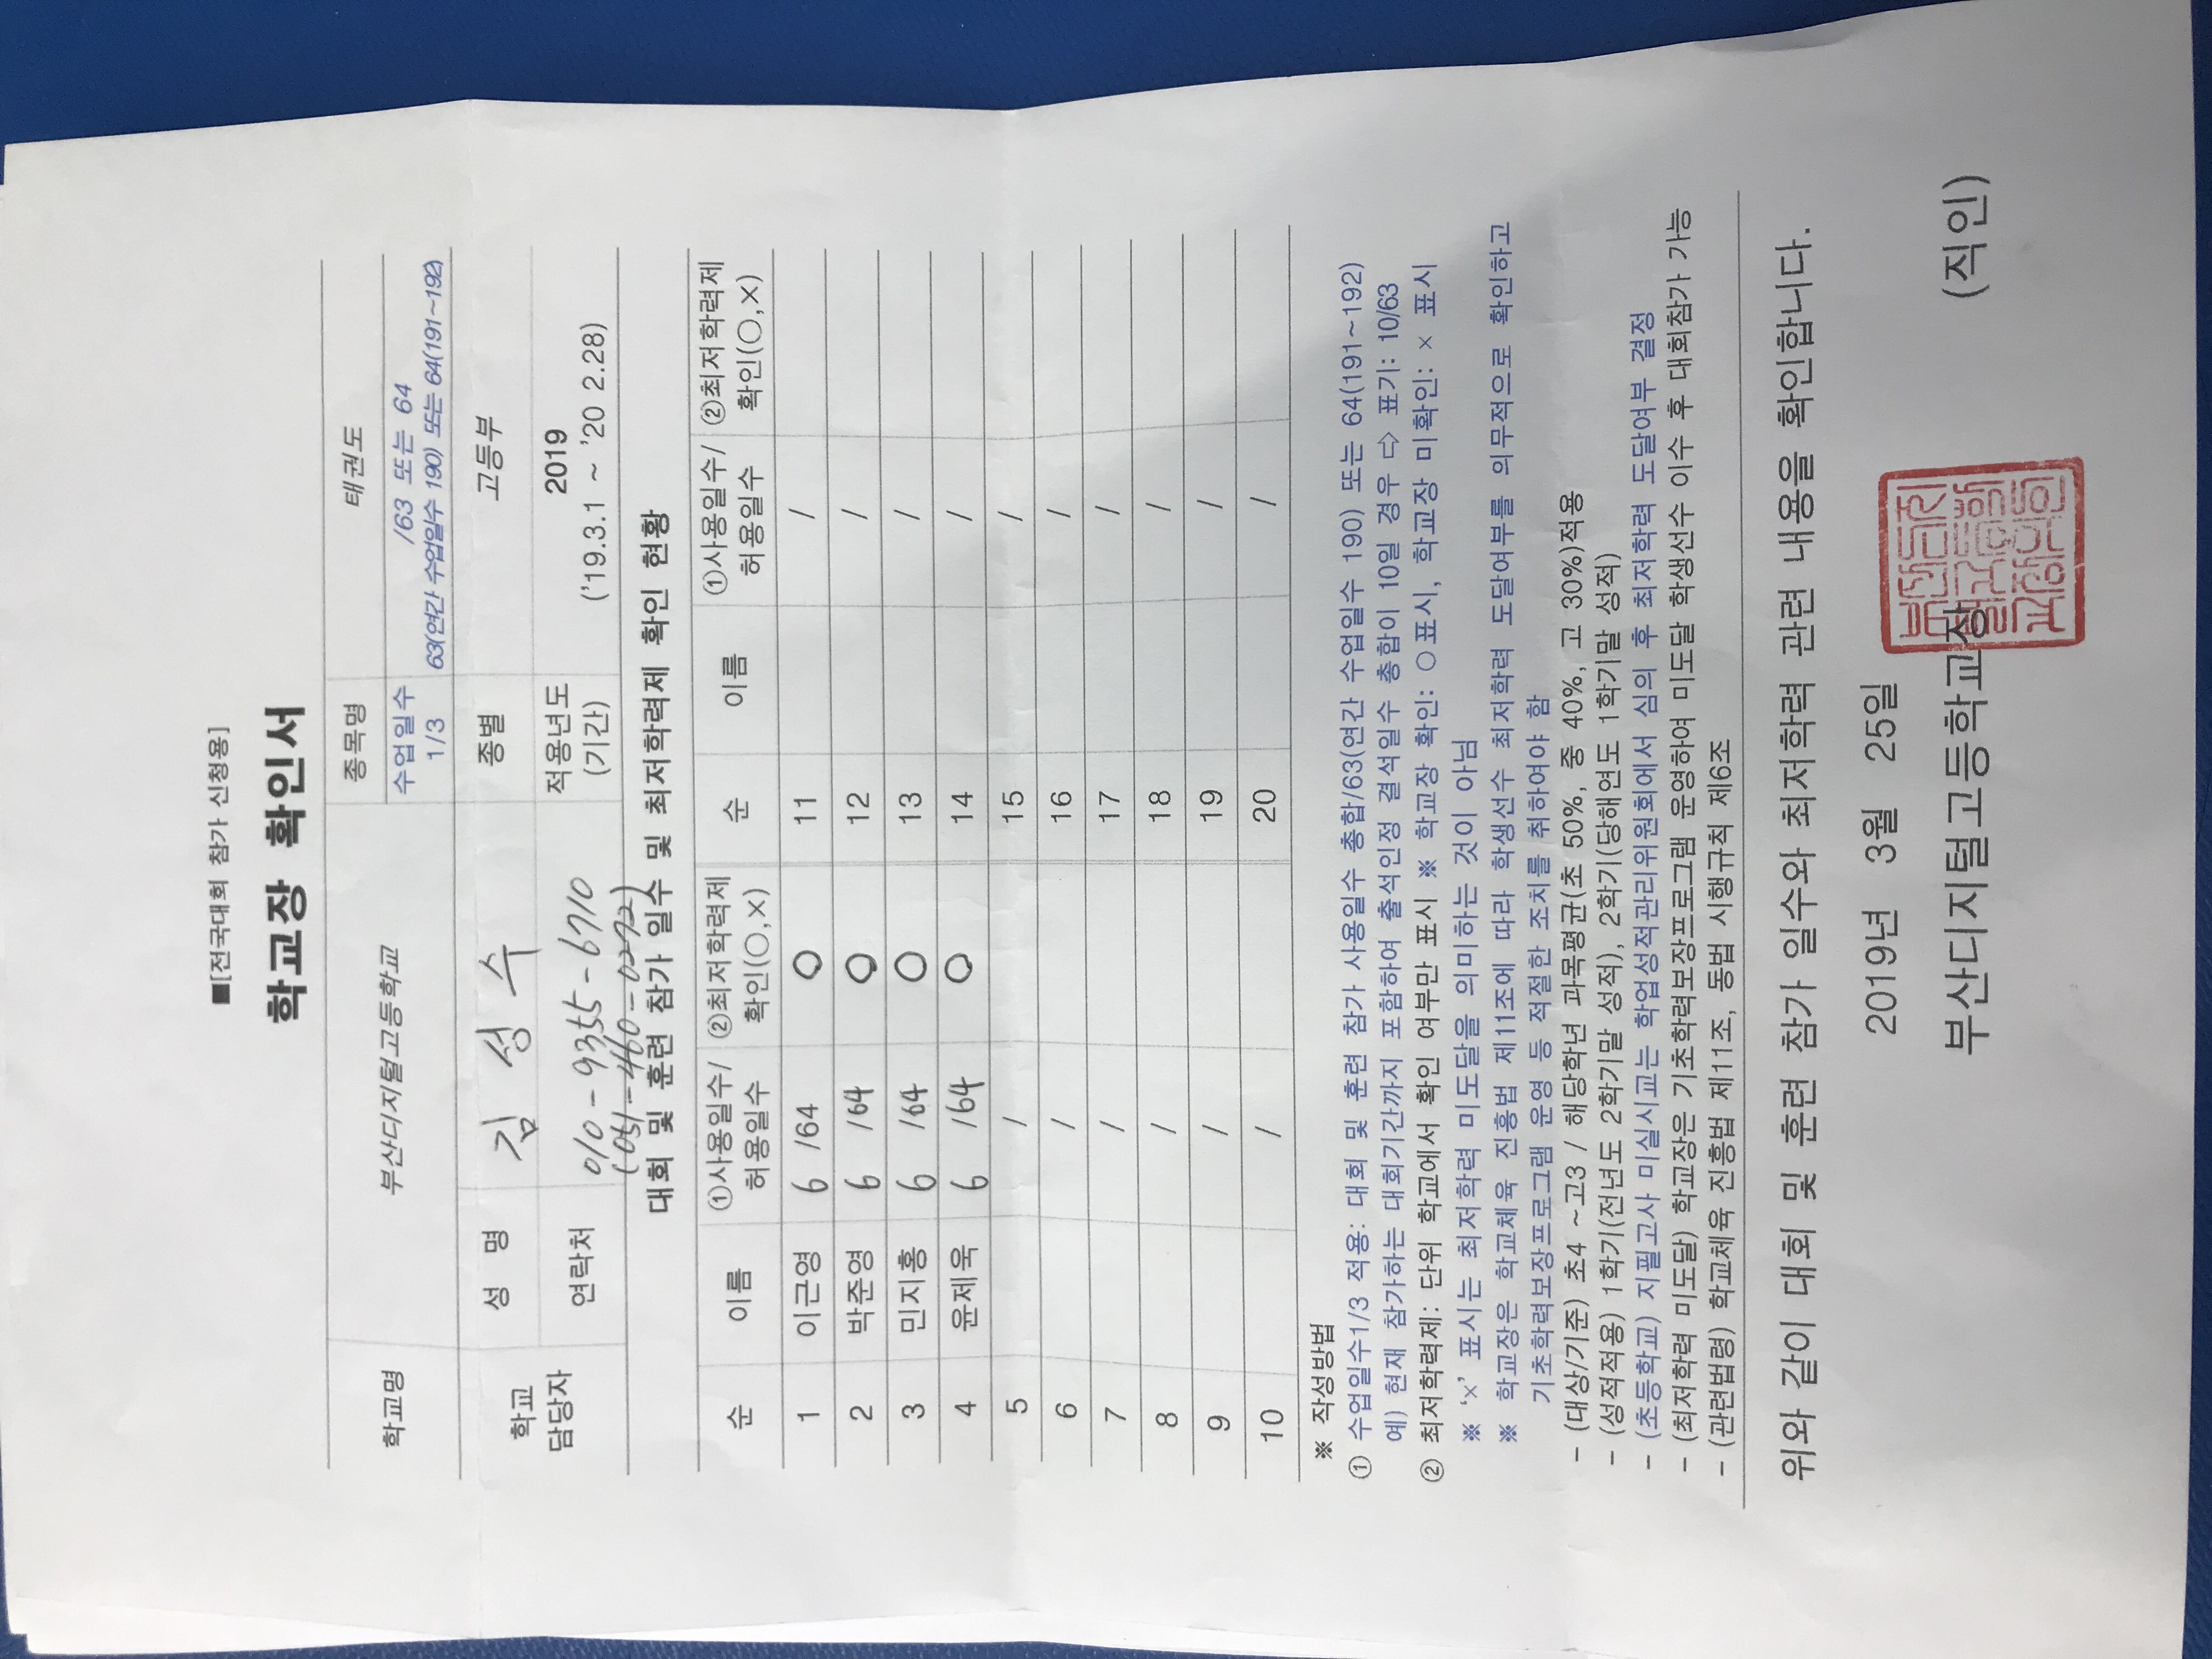 ■[전국대회 참가 신청용]
학교장 확인서
학교명 부산디지털고등학교 종목명 태권도
수업일수 1/3 /63 또는 64
63(연간 수업일수 190) 또는 64(191~192)
학교 담당자 성 명 김 성 수 종별 고등부
연락처 010-9355-6710 적용년도 2019
(051-460-0272) (기간) ('19.3.1 ~ '20 2.28)
대회 및 훈련 참가 일수 및 최저학력제 확인 현황
순 이름 ①사용일수/허용일수 ②최저학력제 확인(○,×) 순 이름 ①사용일수/허용일수 ②최저학력제 확인(○,×)
1 이근영 6 /64 ○ 11 /
2 박준영 6 /64 ○ 12 /
3 민지홍 6 /64 ○ 13 /
4 윤제욱 6 /64 ○ 14 /
5 / 15 /
6 / 16 /
7 / 17 /
8 / 18 /
9 / 19 /
10 / 20 /
※ 작성방법
① 수업일수1/3 적용: 대회 및 훈련 참가 사용일수 총합/63(연간 수업일수 190) 또는 64(191~192)
예) 현재 참가하는 대회기간까지 포함하여 출석인정 결석일수 총합이 10일 경우 ⇨ 표기: 10/63
② 최저학력제: 단위 학교에서 확인 여부만 표시 ※ 학교장 확인: ○표시, 학교장 미확인: × 표시
※ '×' 표시는 최저학력 미도달을 의미하는 것이 아님
※ 학교장은 학교체육 진흥법 제11조에 따라 학생선수 최저학력 도달여부를 의무적으로 확인하고
기초학력보장프로그램 운영 등 적절한 조치를 취하여야 함
- (대상/기준) 초4 ~고3 / 해당학년 과목평균(초 50%, 중 40%, 고 30%)적용
- (성적적용) 1학기(전년도 2학기말 성적), 2학기(당해연도 1학기말 성적)
- (초등학교) 지필고사 미실시교는 학업성적관리위원회에서 심의 후 최저학력 도달여부 결정
- (최저학력 미도달) 학교장은 기초학력보장프로그램 운영하여 미도달 학생선수 이수 후 대회참가 가능
- (관련법령) 학교체육 진흥법 제11조, 동법 시행규칙 제6조
위와 같이 대회 및 훈련 참가 일수와 최저학력 관련 내용을 확인합니다.
2019년 3월 25일
부산디지털고등학교장 (직인)